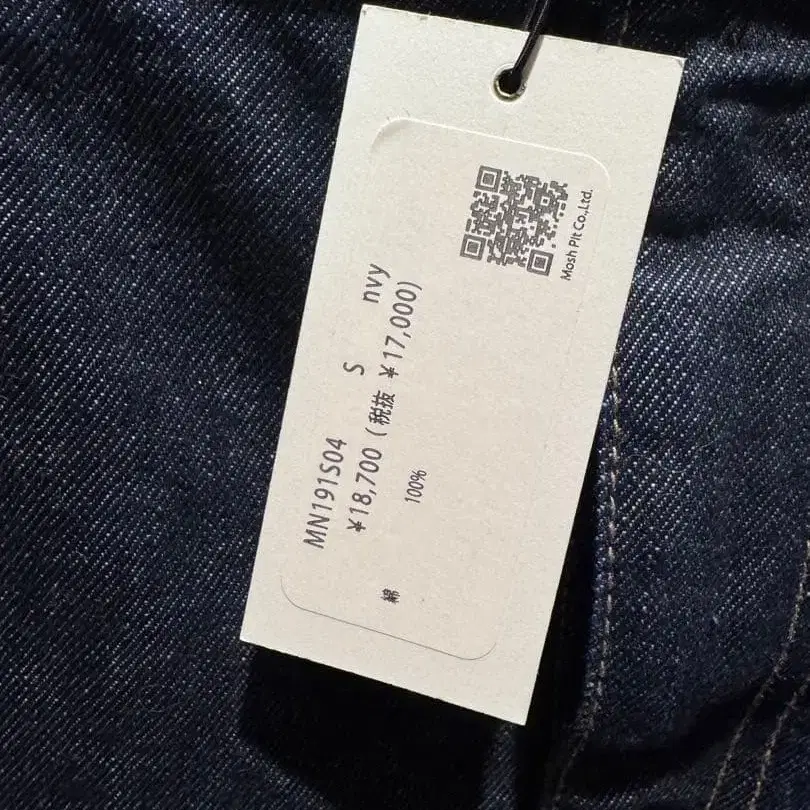 MN191S04 S nvy
¥18,700 (税抜 ¥17,000)
綿 100%
Mosh Pit Co.,Ltd.